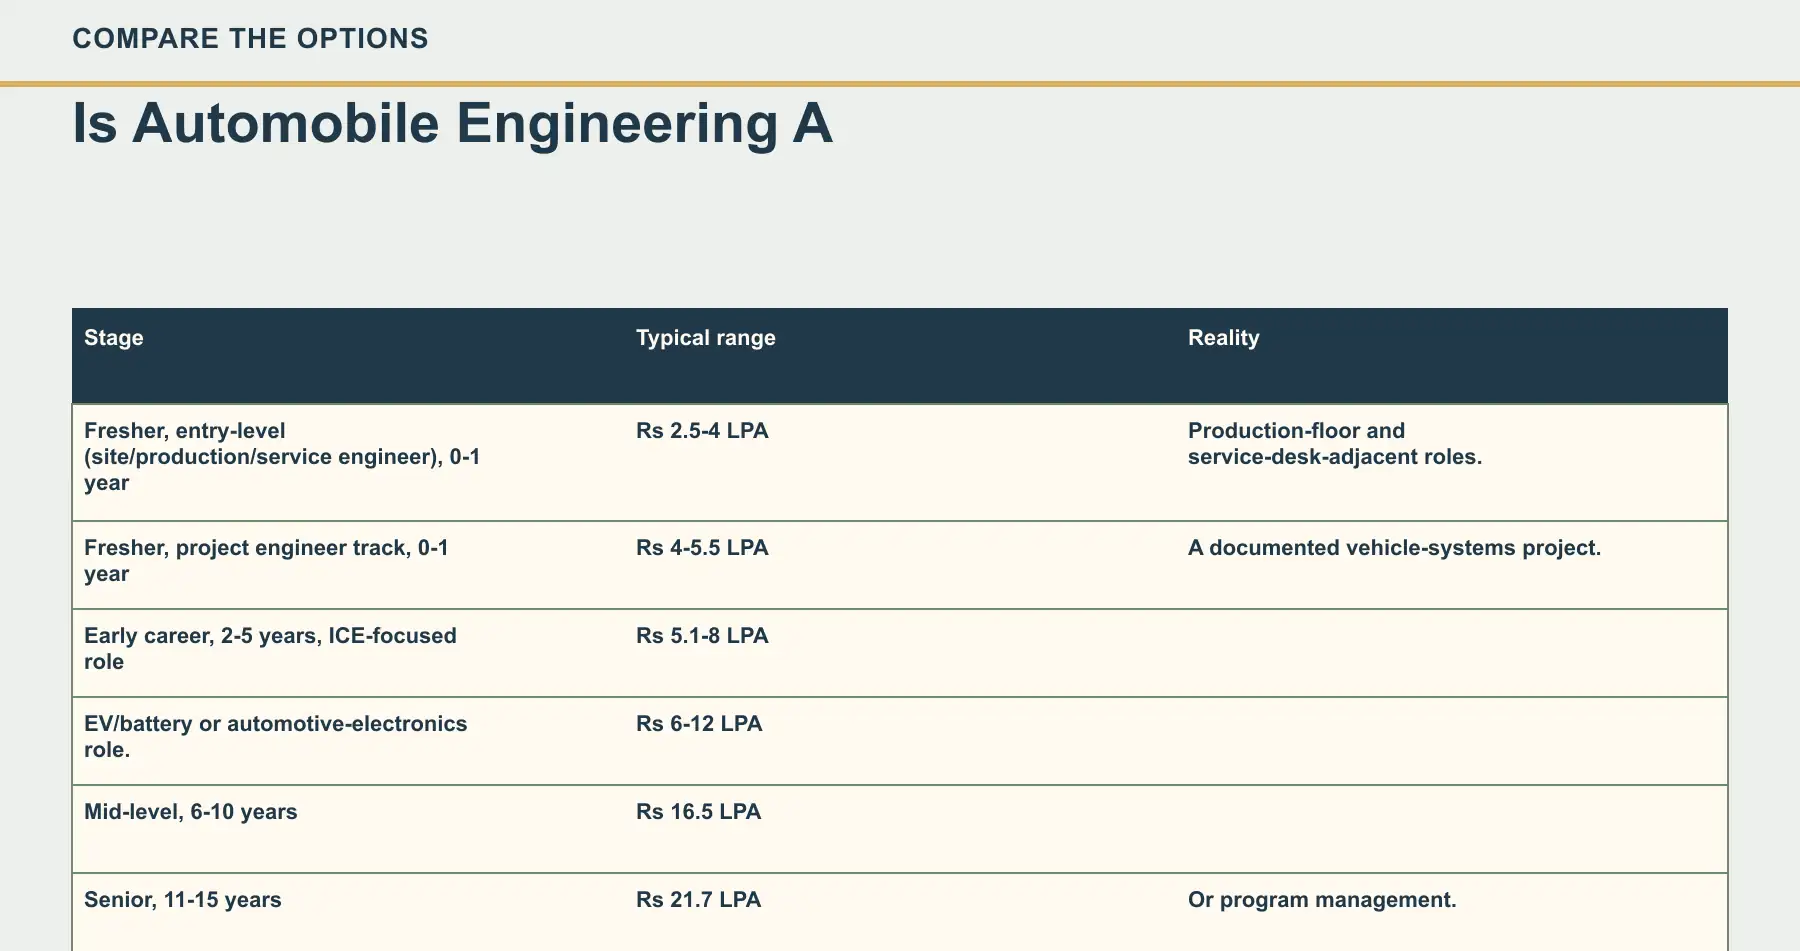 COMPARE THE OPTIONS
Is Automobile Engineering A
Stage
Typical range
Reality
Fresher, entry-level
(site/production/service engineer), 0-1
year
Rs 2.5-4 LPA
Production-floor and
service-desk-adjacent roles.
Fresher, project engineer track, 0-1
year
Rs 4-5.5 LPA
A documented vehicle-systems project.
Early career, 2-5 years, ICE-focused
role
Rs 5.1-8 LPA
EV/battery or automotive-electronics
role.
Rs 6-12 LPA
Mid-level, 6-10 years
Rs 16.5 LPA
Senior, 11-15 years
Rs 21.7 LPA
Or program management.